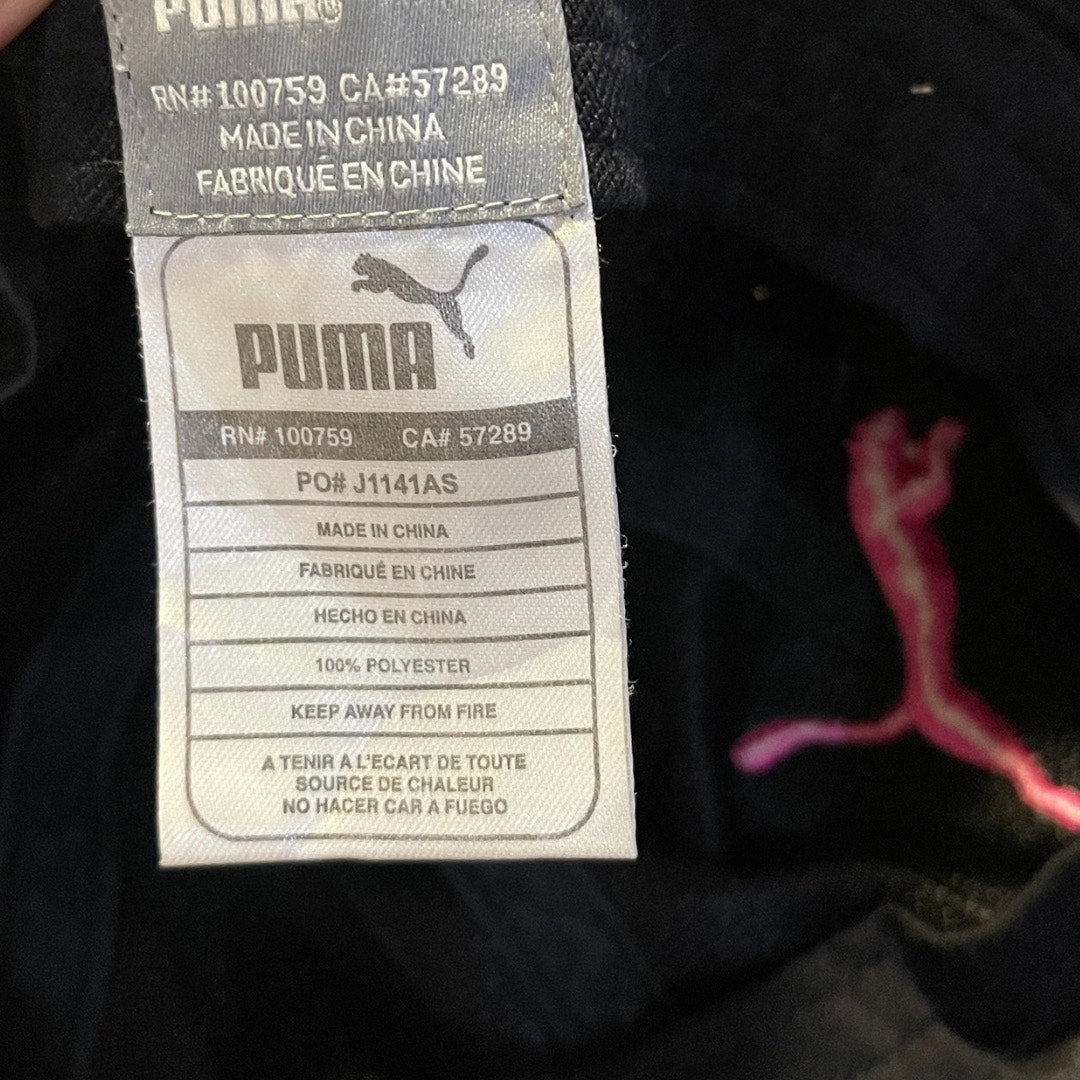 PUMA®
RN# 100759 CA#57289
MADE IN CHINA
FABRIQUÉ EN CHINE
PUMA
RN# 100759 CA# 57289
PO# J1141AS
MADE IN CHINA
FABRIQUÉ EN CHINE
HECHO EN CHINA
100% POLYESTER
KEEP AWAY FROM FIRE
A TENIR A L'ECART DE TOUTE
SOURCE DE CHALEUR
NO HACER CAR A FUEGO